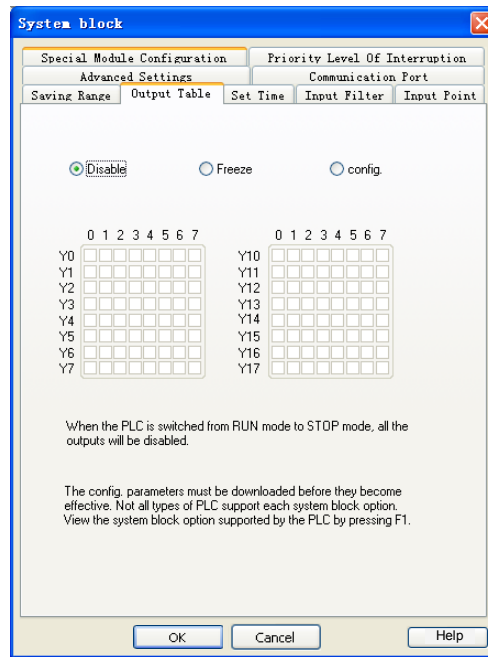 System block
Special Module Configuration
Priority Level Of Interruption
Advanced Settings
Communication Port
Saving Range
Output Table
Set Time
Input Filter
Input Point
Disable
Freeze
config.
0 1 2 3 4 5 6 7
Y0
Y1
Y2
Y3
Y4
Y5
Y6
Y7
0 1 2 3 4 5 6 7
Y10
Y11
Y12
Y13
Y14
Y15
Y16
Y17
When the PLC is switched from RUN mode to STOP mode, all the
outputs will be disabled.
The config. parameters must be downloaded before they become
effective. Not all types of PLC support each system block option.
View the system block option supported by the PLC by pressing F1.
OK
Cancel
Help